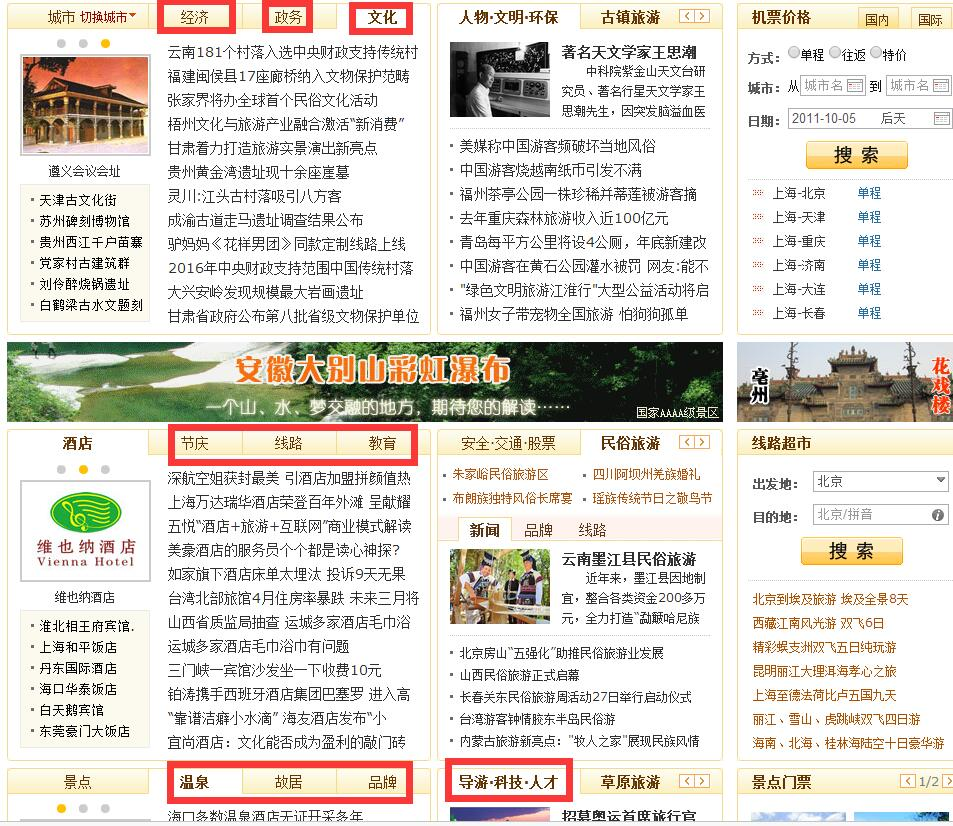 城市 切换城市
经济 政务 文化
遵义会议会址
天津古文化街
苏州碑刻博物馆
贵州西江千户苗寨
党家村古建筑群
刘伶醉烧锅遗址
白鹤梁古水文题刻
云南181个村落入选中央财政支持传统村
福建闽侯县17座廊桥纳入文物保护范畴
张家界将办全球首个民俗文化活动
梧州文化与旅游产业融合激活"新消费"
甘肃着力打造旅游实景演出新亮点
贵州黄金湾遗址现十余座崖墓
灵川:江头古村落吸引八方客
成渝古道走马遗址调查结果公布
驴妈妈《花样男团》同款定制线路上线
2016年中央财政支持范围中国传统村落
大兴安岭发现规模最大岩画遗址
甘肃省政府公布第八批省级文物保护单位
人物·文明·环保 古镇旅游
著名天文学家王思潮
中科院紫金山天文台研
究员、著名行星天文学家王
思潮先生，因突发脑溢血医
美媒称中国游客频破坏当地风俗
中国游客烧越南纸币引发不满
福州茶亭公园一株珍稀并蒂莲被游客摘
去年重庆森林旅游收入近100亿元
青岛每平方公里将设4公厕，年底新建改
中国游客在黄石公园灌水被罚 网友:能不
"绿色文明旅游江淮行"大型公益活动将启
福州女子带宠物全国旅游 怕狗狗孤单
机票价格 国内 国际
方式： 单程 往返 特价
城市：从 城市名 到 城市名
日期： 2011-10-05 后天
搜 索
上海-北京 单程
上海-天津 单程
上海-重庆 单程
上海-济南 单程
上海-大连 单程
上海-长春 单程
安徽大别山彩虹瀑布
一个山、水、梦交融的地方，期待您的解读……
国家AAAA级景区
亳州
花戏楼
酒店 节庆 线路 教育
维也纳酒店
Vienna Hotel
维也纳酒店
淮北相王府宾馆.
上海和平饭店
丹东国际酒店
海口华泰饭店
白天鹅宾馆
东莞豪门大饭店
深航空姐获封最美 引酒店加盟拼颜值热
上海万达瑞华酒店荣登百年外滩 呈献耀
五悦"酒店+旅游+互联网"商业模式解读
美豪酒店的服务员个个都是读心神探?
如家旗下酒店床单太埋汰 投诉9天无果
台湾北部旅馆4月住房率暴跌 未来三月将
山西省质监局抽查 运城多家酒店毛巾浴
运城多家酒店毛巾浴巾有问题
三门峡一宾馆沙发坐一下收费10元
铂涛携手西班牙酒店集团巴塞罗 进入高
"靠谱洁癖小水滴" 海友酒店发布"小
宜尚酒店：文化能否成为盈利的敲门砖
安全·交通·股票 民俗旅游
朱家峪民俗旅游区 四川阿坝州羌族婚礼
布朗族独特风俗长席宴 瑶族传统节日之敬鸟节
新闻 品牌 线路
云南墨江县民俗旅游
近年来，墨江县因地制
宜，整合各类资金200多万
元，全力打造"勐簸哈尼族
北京房山"五强化"助推民俗旅游业发展
山西民俗旅游正式启幕
长春关东民俗旅游周活动27日举行启动仪式
台湾游客钟情胶东半岛民俗游
内蒙古旅游新亮点："牧人之家"展现民族风情
线路超市
出发地： 北京
目的地： 北京/拼音
搜 索
北京到埃及旅游 埃及全景8天
西藏江南风光游 双飞6日
精彩蜈支洲双飞五日纯玩游
昆明丽江大理洱海孝心之旅
上海至德法荷比卢五国九天
丽江、雪山、虎跳峡双飞四日游
海南、北海、桂林海陆空十日豪华游
景点 温泉 故居 品牌
海口多数温泉酒店无证开采多年
导游·科技·人才 草原旅游
招募奥运首席旅行官
景点门票 1/2